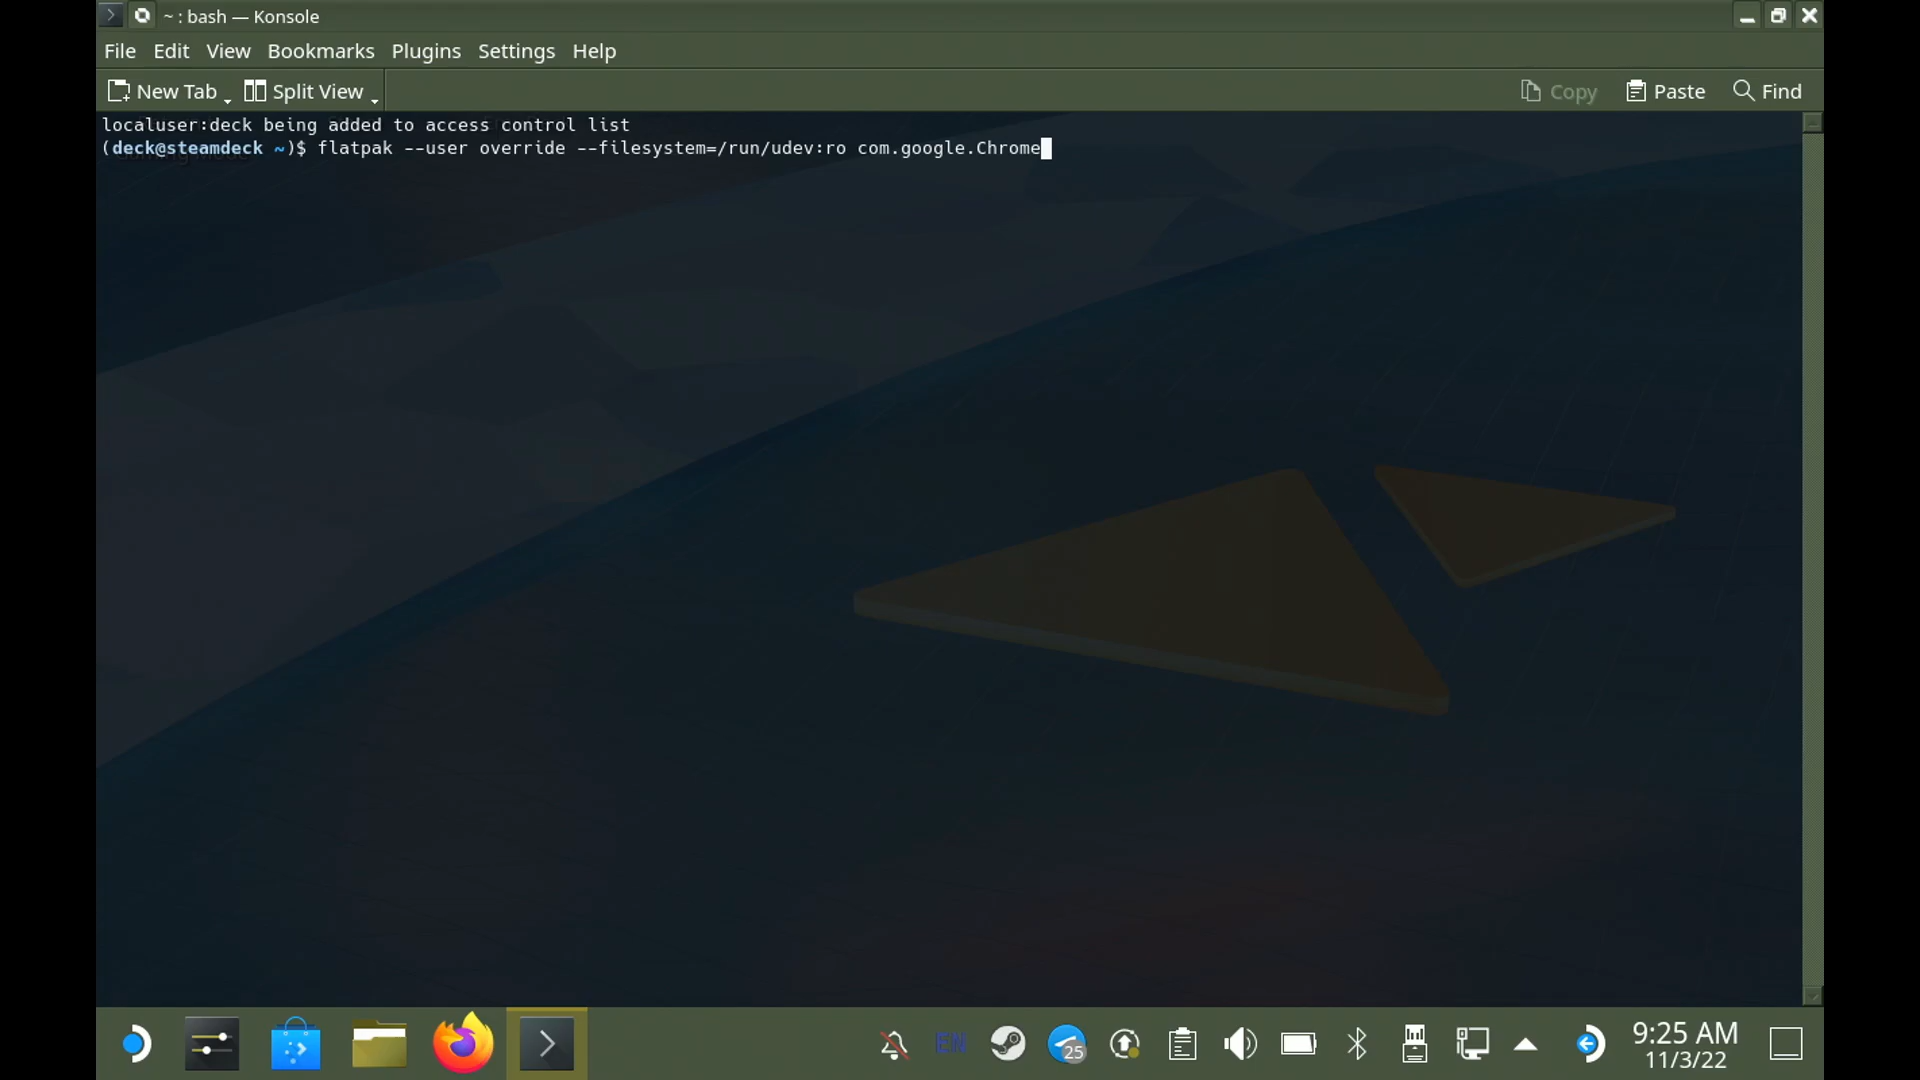 ~ : bash — Konsole
File Edit View Bookmarks Plugins Settings Help
New Tab Split View Copy Paste Find
localuser:deck being added to access control list
(deck@steamdeck ~)$ flatpak --user override --filesystem=/run/udev:ro com.google.Chrome
EN 25 9:25 AM
11/3/22